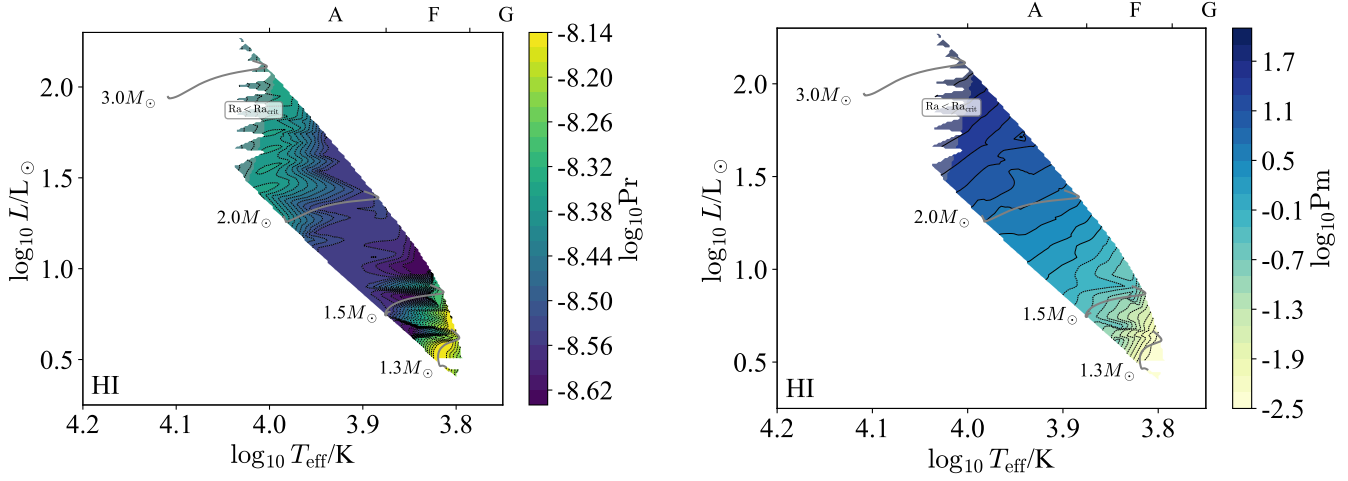 A F G
2.0
1.5
1.0
0.5
log₁₀ L/L⊙
3.0M⊙
Ra < Ra_crit
2.0M⊙
1.5M⊙
1.3M⊙
HI
4.2 4.1 4.0 3.9 3.8
log₁₀ T_eff/K
-8.14
-8.20
-8.26
-8.32
-8.38
-8.44
-8.50
-8.56
-8.62
log₁₀Pr
A F G
2.0
1.5
1.0
0.5
log₁₀ L/L⊙
3.0M⊙
Ra < Ra_crit
2.0M⊙
1.5M⊙
1.3M⊙
HI
4.2 4.1 4.0 3.9 3.8
log₁₀ T_eff/K
1.7
1.1
0.5
-0.1
-0.7
-1.3
-1.9
-2.5
log₁₀Pm